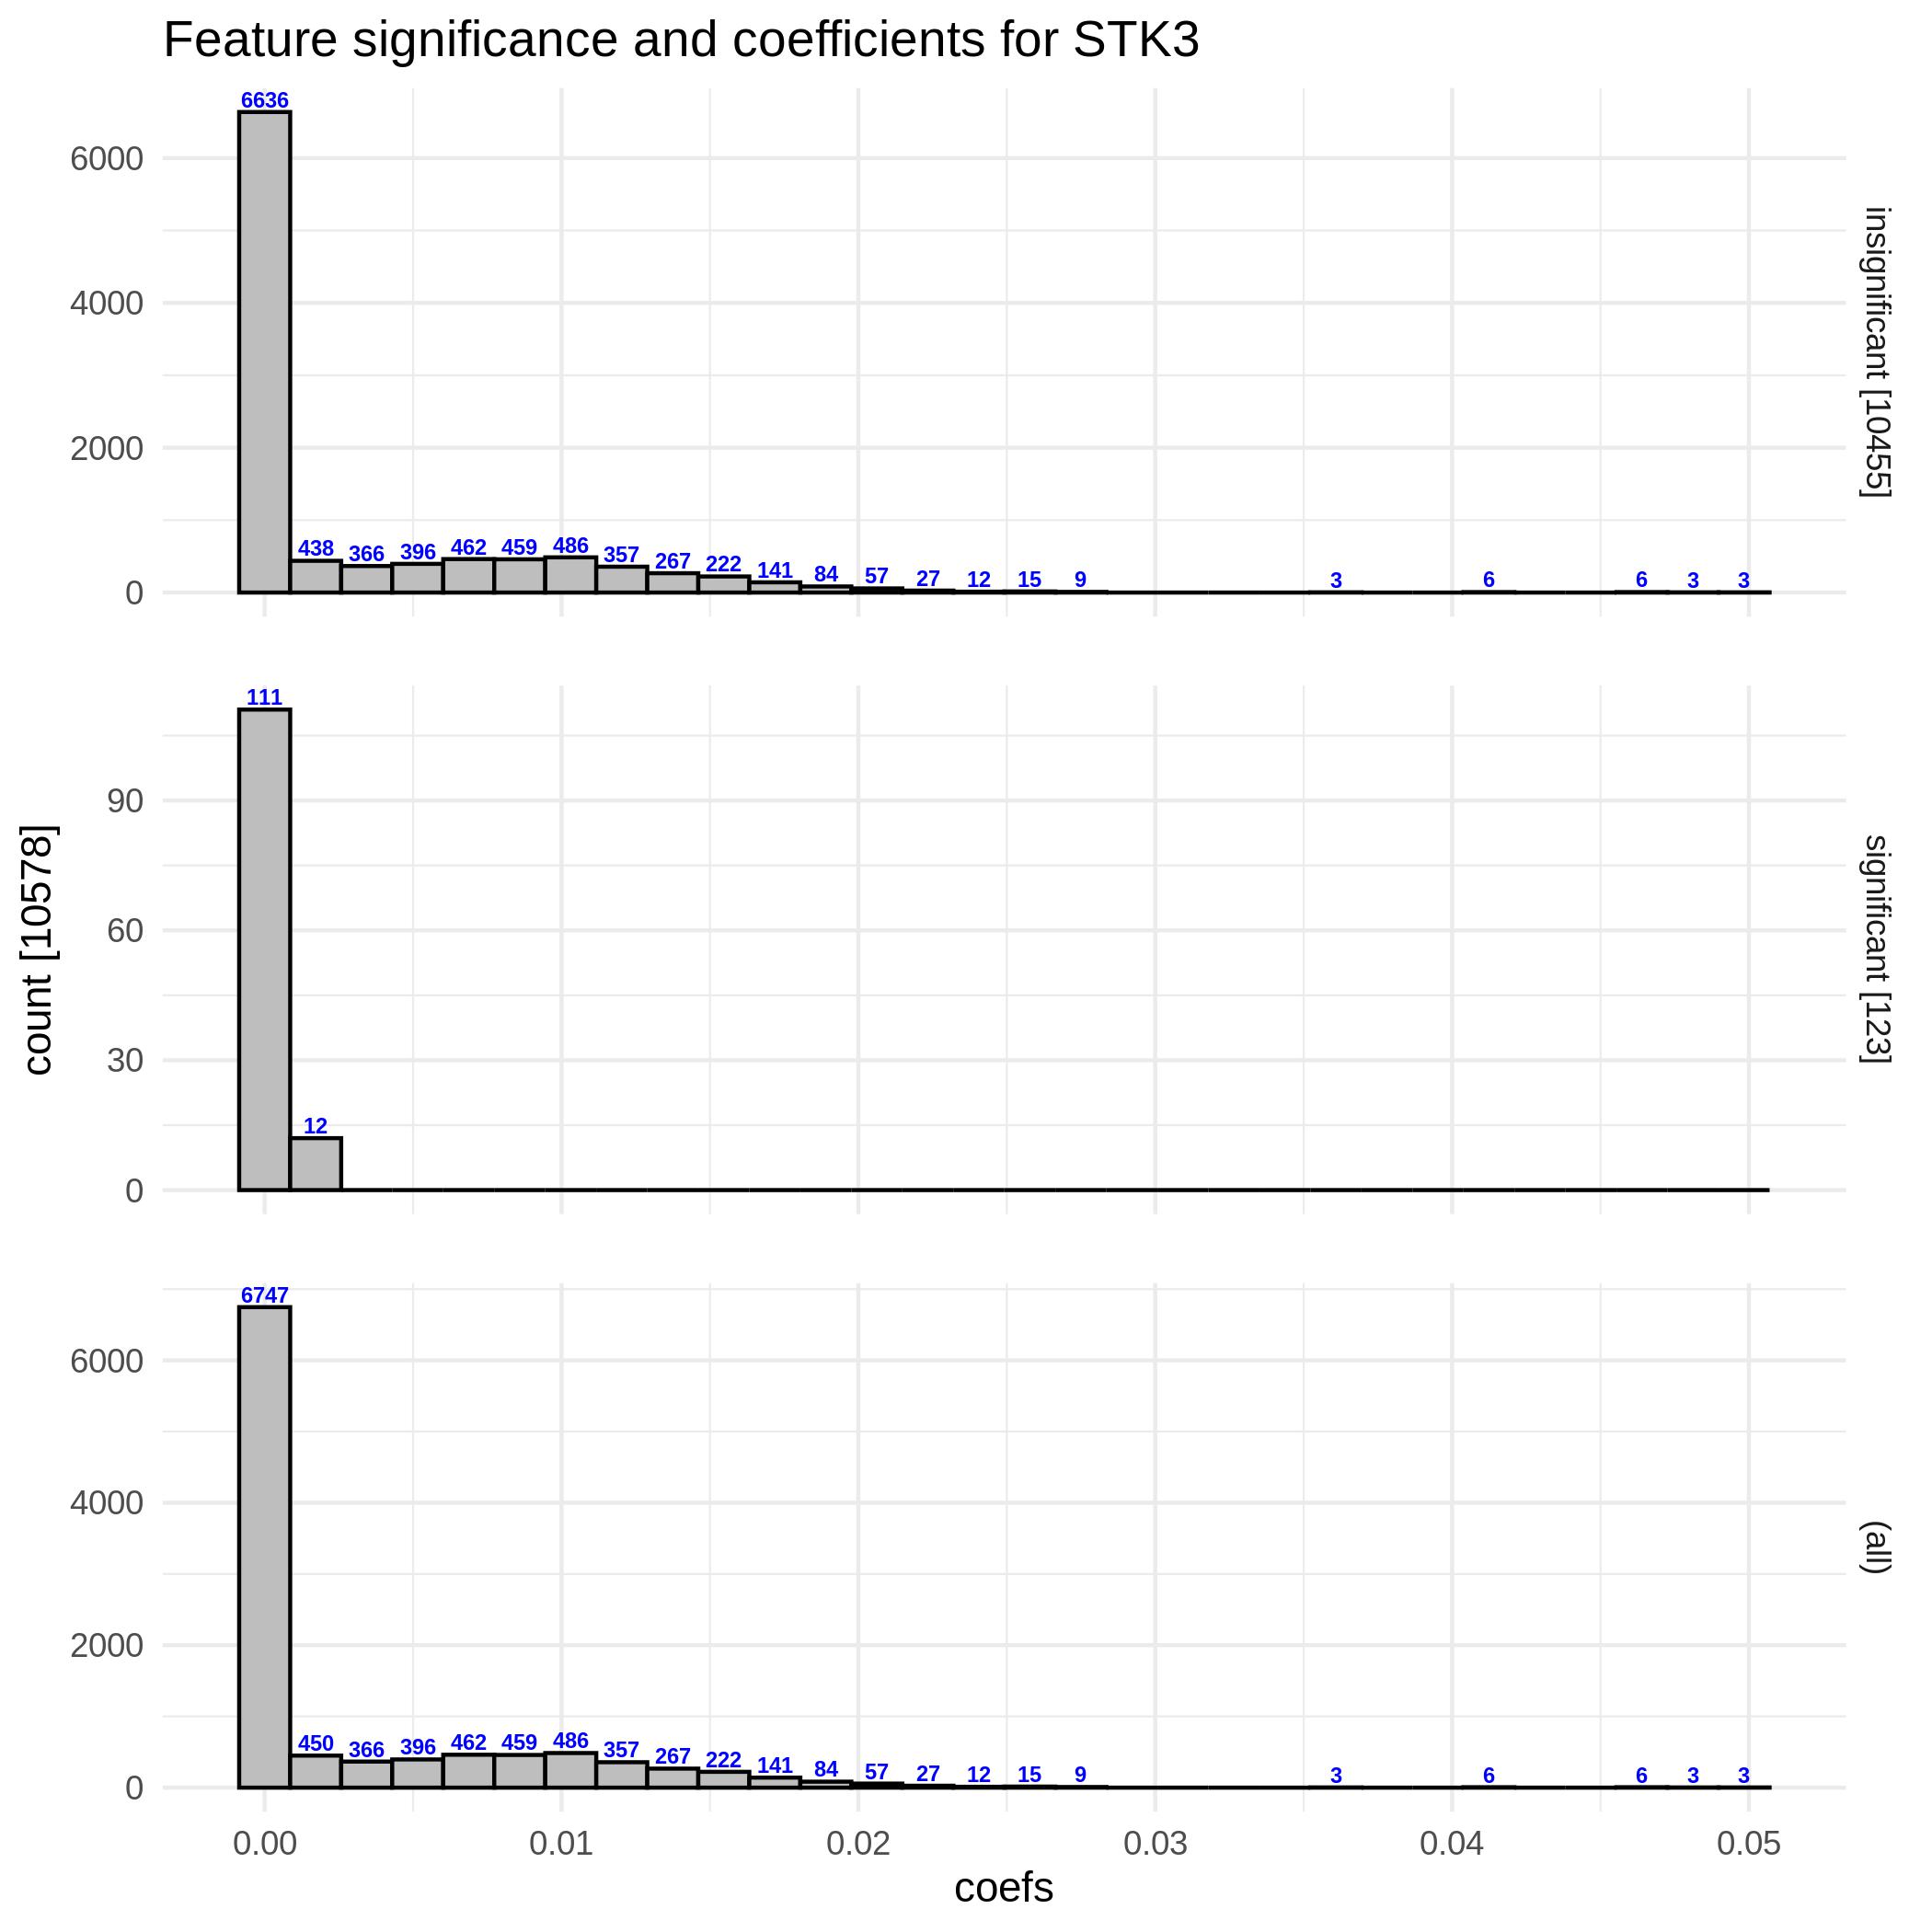 Feature significance and coefficients for STK3
6636
6000
4000
2000
0
438 366 396 462 459 486 357 267 222 141 84 57 27 12 15 9 3 6 6 3 3
insignificant [10455]
count [10578]
111
90
60
30
0
12
significant [123]
6747
6000
4000
2000
0
450 366 396 462 459 486 357 267 222 141 84 57 27 12 15 9 3 6 6 3 3
(all)
0.00 0.01 0.02 0.03 0.04 0.05
coefs